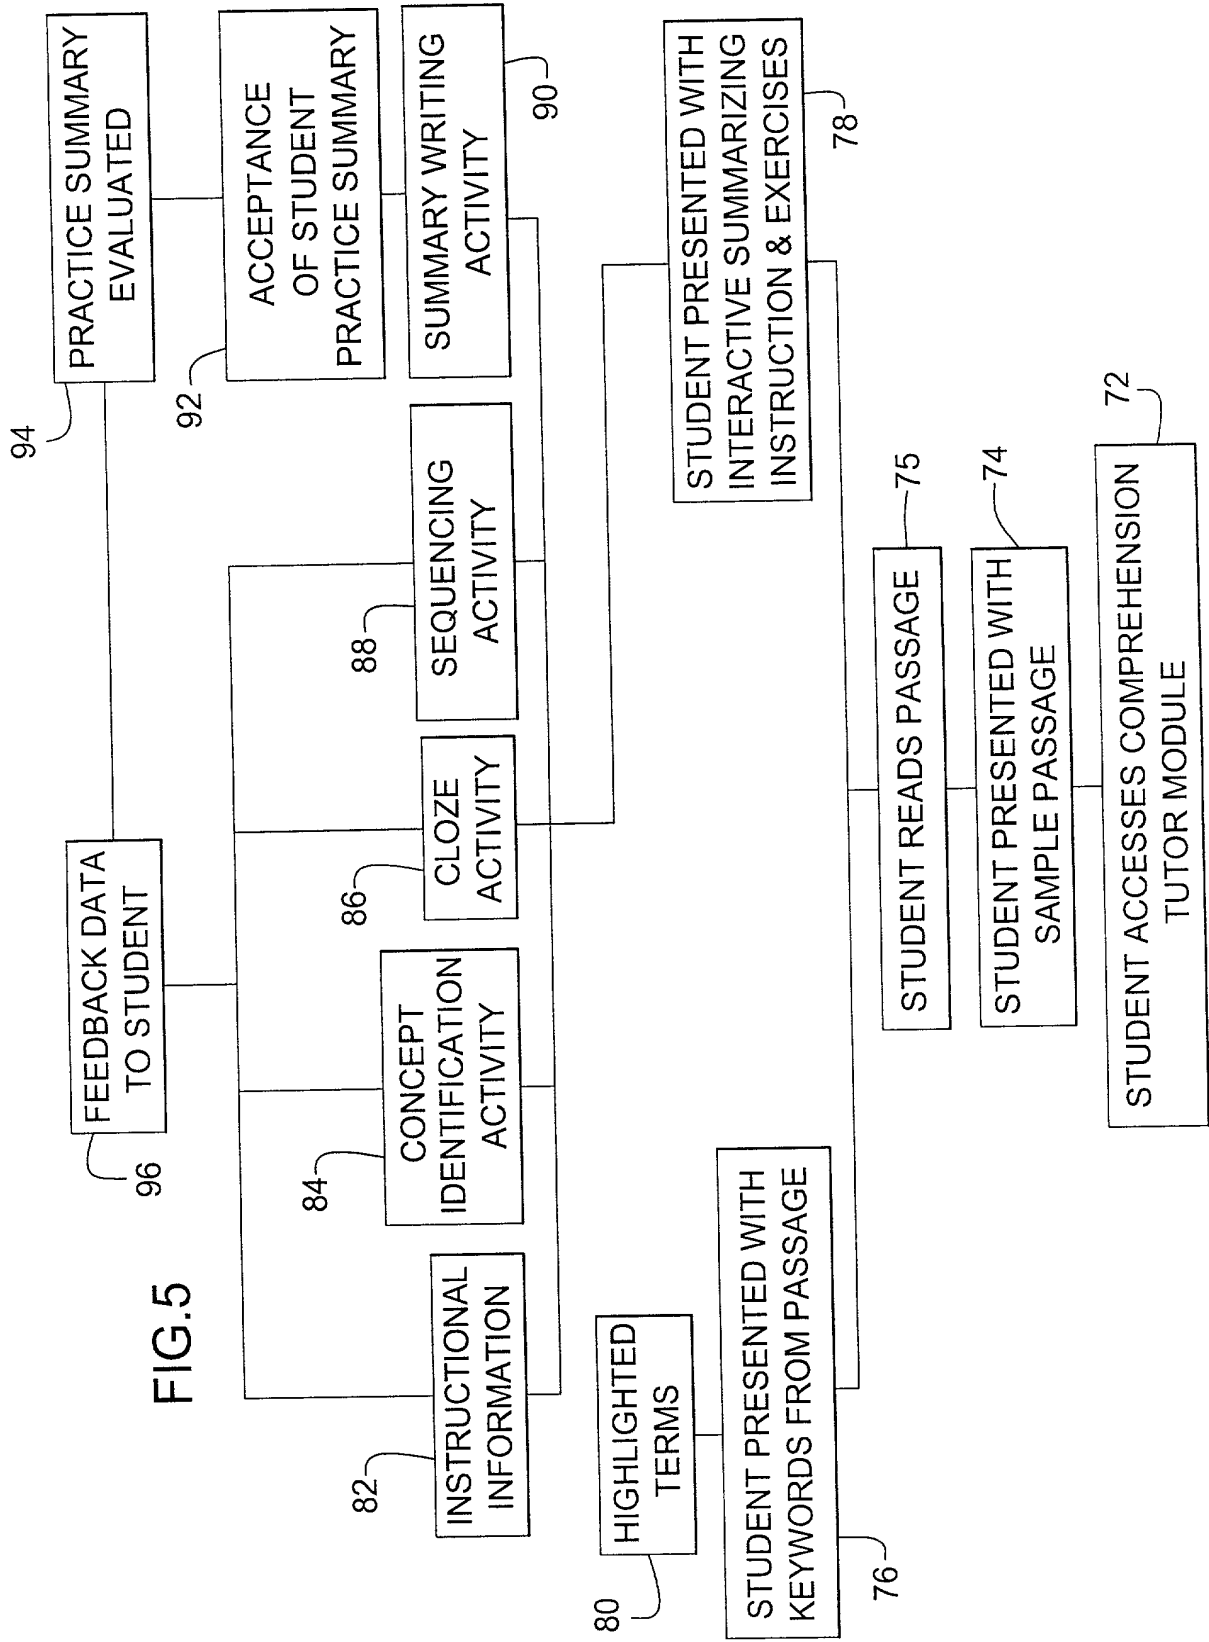 FIG.5
96
FEEDBACK DATA
TO STUDENT
94
PRACTICE SUMMARY
EVALUATED
92
ACCEPTANCE
OF STUDENT
PRACTICE SUMMARY
82
INSTRUCTIONAL
INFORMATION
84
CONCEPT
IDENTIFICATION
ACTIVITY
86
CLOZE
ACTIVITY
88
SEQUENCING
ACTIVITY
SUMMARY WRITING
ACTIVITY
90
80
HIGHLIGHTED
TERMS
STUDENT PRESENTED WITH
KEYWORDS FROM PASSAGE
76
STUDENT PRESENTED WITH
INTERACTIVE SUMMARIZING
INSTRUCTION & EXERCISES
78
STUDENT READS PASSAGE
75
STUDENT PRESENTED WITH
SAMPLE PASSAGE
74
STUDENT ACCESSES COMPREHENSION
TUTOR MODULE
72